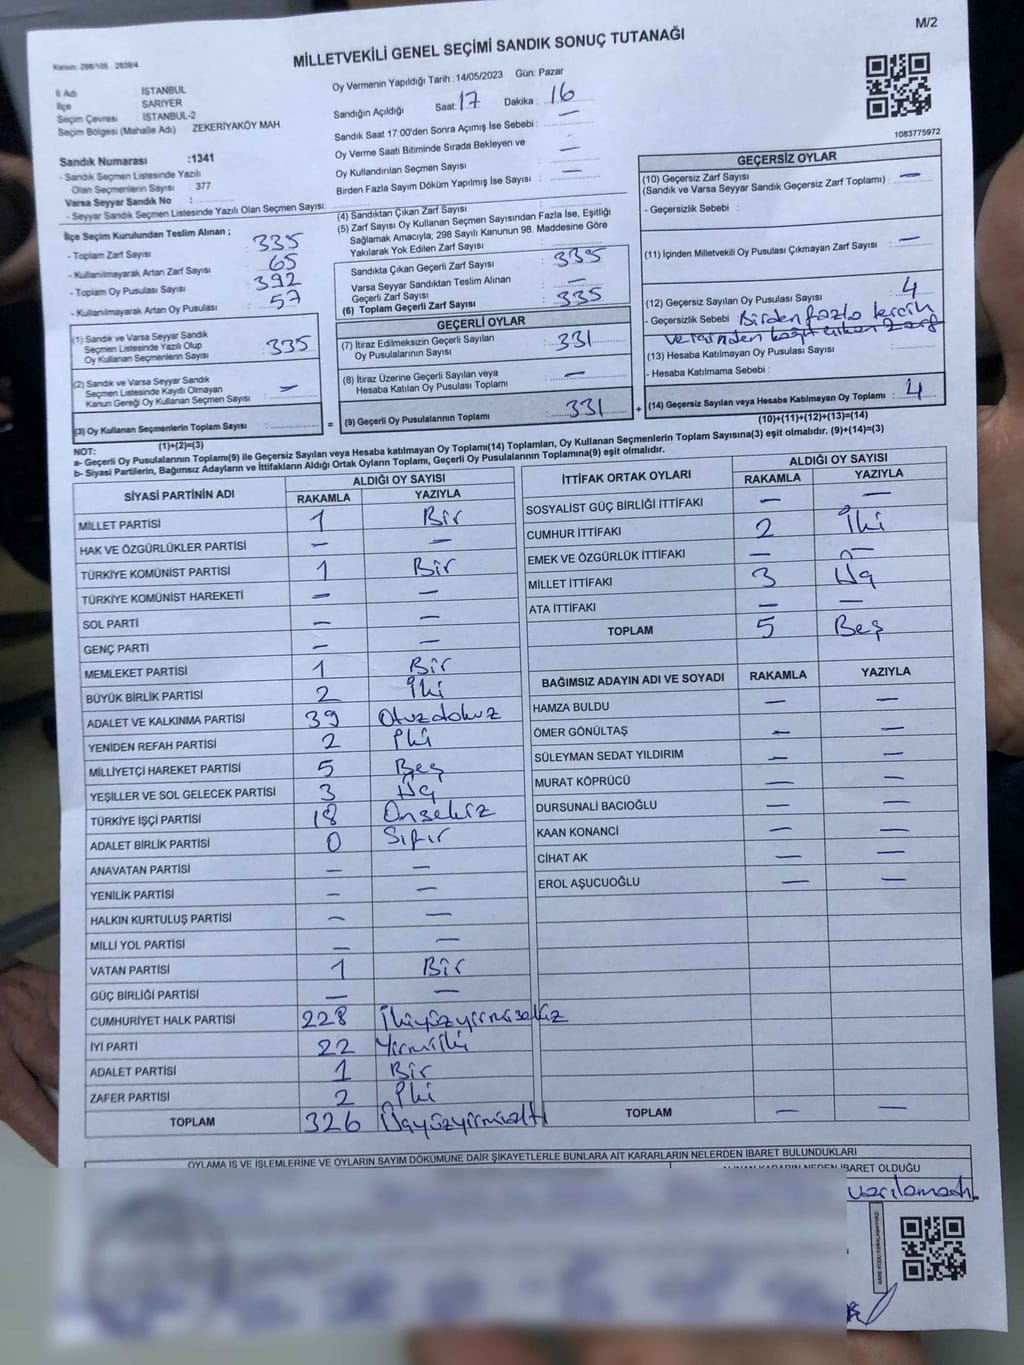 M/2
MİLLETVEKİLİ GENEL SEÇİMİ SANDIK SONUÇ TUTANAĞI
Kanun: 298/105 2839/4
İl Adı İSTANBUL
İlçe SARIYER
Seçim Çevresi : İSTANBUL-2
Seçim Bölgesi (Mahalle Adı) ZEKERİYAKÖY MAH
Sandık Numarası :1341
- Sandık Seçmen Listesinde Yazılı
Olan Seçmenlerin Sayısı : 377
Varsa Seyyar Sandık No :
- Seyyar Sandık Seçmen Listesinde Yazılı Olan Seçmen Sayısı:
Oy Vermenin Yapıldığı Tarih :14/05/2023 Gün: Pazar
Sandığın Açıldığı Saat: 17 Dakika : 16
Sandık Saat 17:00'den Sonra Açılmış İse Sebebi : —
Oy Verme Saati Bitiminde Sırada Bekleyen ve
Oy Kullandırılan Seçmen Sayısı : —
Birden Fazla Sayım Döküm Yapılmış İse Sayısı : —
1083775972
İlçe Seçim Kurulundan Teslim Alınan ;
- Toplam Zarf Sayısı : 335
- Kullanılmayarak Artan Zarf Sayısı : 65
- Toplam Oy Pusulası Sayısı : 392
- Kullanılmayarak Artan Oy Pusulası : 57
(1) Sandık ve Varsa Seyyar Sandık
Seçmen Listesinde Yazılı Olup
Oy Kullanan Seçmenlerin Sayısı : 335
(2) Sandık ve Varsa Seyyar Sandık
Seçmen Listesinde Kayıtlı Olmayan
Kanun Gereği Oy Kullanan Seçmen Sayısı : —
(3) Oy Kullanan Seçmenlerin Toplam Sayısı :
(1)+(2)=(3)
(4) Sandıktan Çıkan Zarf Sayısı :
(5) Zarf Sayısı Oy Kullanan Seçmen Sayısından Fazla İse, Eşitliği
Sağlamak Amacıyla; 298 Sayılı Kanunun 98. Maddesine Göre
Yakılarak Yok Edilen Zarf Sayısı :
Sandıkta Çıkan Geçerli Zarf Sayısı : 335
Varsa Seyyar Sandıktan Teslim Alınan
Geçerli Zarf Sayısı : —
(6) Toplam Geçerli Zarf Sayısı : 335
GEÇERLİ OYLAR
(7) İtiraz Edilmeksizin Geçerli Sayılan
Oy Pusulalarının Sayısı : 331
(8) İtiraz Üzerine Geçerli Sayılan veya
Hesaba Katılan Oy Pusulası Toplamı : —
= (9) Geçerli Oy Pusulalarının Toplamı : 331 +
GEÇERSİZ OYLAR
(10) Geçersiz Zarf Sayısı
(Sandık ve Varsa Seyyar Sandık Geçersiz Zarf Toplamı) : —
- Geçersizlik Sebebi :
(11) İçinden Milletvekili Oy Pusulası Çıkmayan Zarf Sayısı : —
(12) Geçersiz Sayılan Oy Pusulası Sayısı : 4
- Geçersizlik Sebebi : Birden fazla tercih
(13) Hesaba Katılmayan Oy Pusulası Sayısı :
- Hesaba Katılmama Sebebi :
(14) Geçersiz Sayılan veya Hesaba Katılmayan Oy Toplamı : 4
(10)+(11)+(12)+(13)=(14)
NOT:
a- Geçerli Oy Pusulalarının Toplamı(9) ile Geçersiz Sayılan veya Hesaba Katılmayan Oy Toplamı(14) Toplamları, Oy Kullanan Seçmenlerin Toplam Sayısına(3) eşit olmalıdır. (9)+(14)=(3)
b- Siyasi Partilerin, Bağımsız Adayların ve İttifakların Aldığı Ortak Oyların Toplamı, Geçerli Oy Pusulalarının Toplamına(9) eşit olmalıdır.
SİYASİ PARTİNİN ADI ALDIĞI OY SAYISI
RAKAMLA YAZIYLA
MİLLET PARTİSİ 1 Bir
HAK VE ÖZGÜRLÜKLER PARTİSİ — —
TÜRKİYE KOMÜNİST PARTİSİ 1 Bir
TÜRKİYE KOMÜNİST HAREKETİ — —
SOL PARTİ — —
GENÇ PARTİ — —
MEMLEKET PARTİSİ 1 Bir
BÜYÜK BİRLİK PARTİSİ 2 İki
ADALET VE KALKINMA PARTİSİ 39 Otuzdokuz
YENİDEN REFAH PARTİSİ 2 İki
MİLLİYETÇİ HAREKET PARTİSİ 5 Beş
YEŞİLLER VE SOL GELECEK PARTİSİ 3 Üç
TÜRKİYE İŞÇİ PARTİSİ 18 Onsekiz
ADALET BİRLİK PARTİSİ 0 Sıfır
ANAVATAN PARTİSİ — —
YENİLİK PARTİSİ — —
HALKIN KURTULUŞ PARTİSİ — —
MİLLİ YOL PARTİSİ — —
VATAN PARTİSİ 1 Bir
GÜÇ BİRLİĞİ PARTİSİ — —
CUMHURİYET HALK PARTİSİ 228 İkiyüzyirmisekiz
İYİ PARTİ 22 Yirmiiki
ADALET PARTİSİ 1 Bir
ZAFER PARTİSİ 2 İki
TOPLAM 326 Üçyüzyirmialtı
İTTİFAK ORTAK OYLARI ALDIĞI OY SAYISI
RAKAMLA YAZIYLA
SOSYALİST GÜÇ BİRLİĞİ İTTİFAKI — —
CUMHUR İTTİFAKI 2 İki
EMEK VE ÖZGÜRLÜK İTTİFAKI — —
MİLLET İTTİFAKI 3 Üç
ATA İTTİFAKI — —
TOPLAM 5 Beş
BAĞIMSIZ ADAYIN ADI VE SOYADI RAKAMLA YAZIYLA
HAMZA BULDU — —
ÖMER GÖNÜLTAŞ — —
SÜLEYMAN SEDAT YILDIRIM — —
MURAT KÖPRÜCÜ — —
DURSUNALİ BACIOĞLU — —
KAAN KONANCİ — —
CİHAT AK — —
EROL AŞUCUOĞLU — —
TOPLAM — —
OYLAMA İŞ VE İŞLEMLERİNE VE OYLARIN SAYIM DÖKÜMÜNE DAİR ŞİKAYETLERLE BUNLARA AİT KARARLARIN NELERDEN İBARET BULUNDUKLARI
İBARET OLDUĞU
KARE KODU KARALAMAYINIZ!